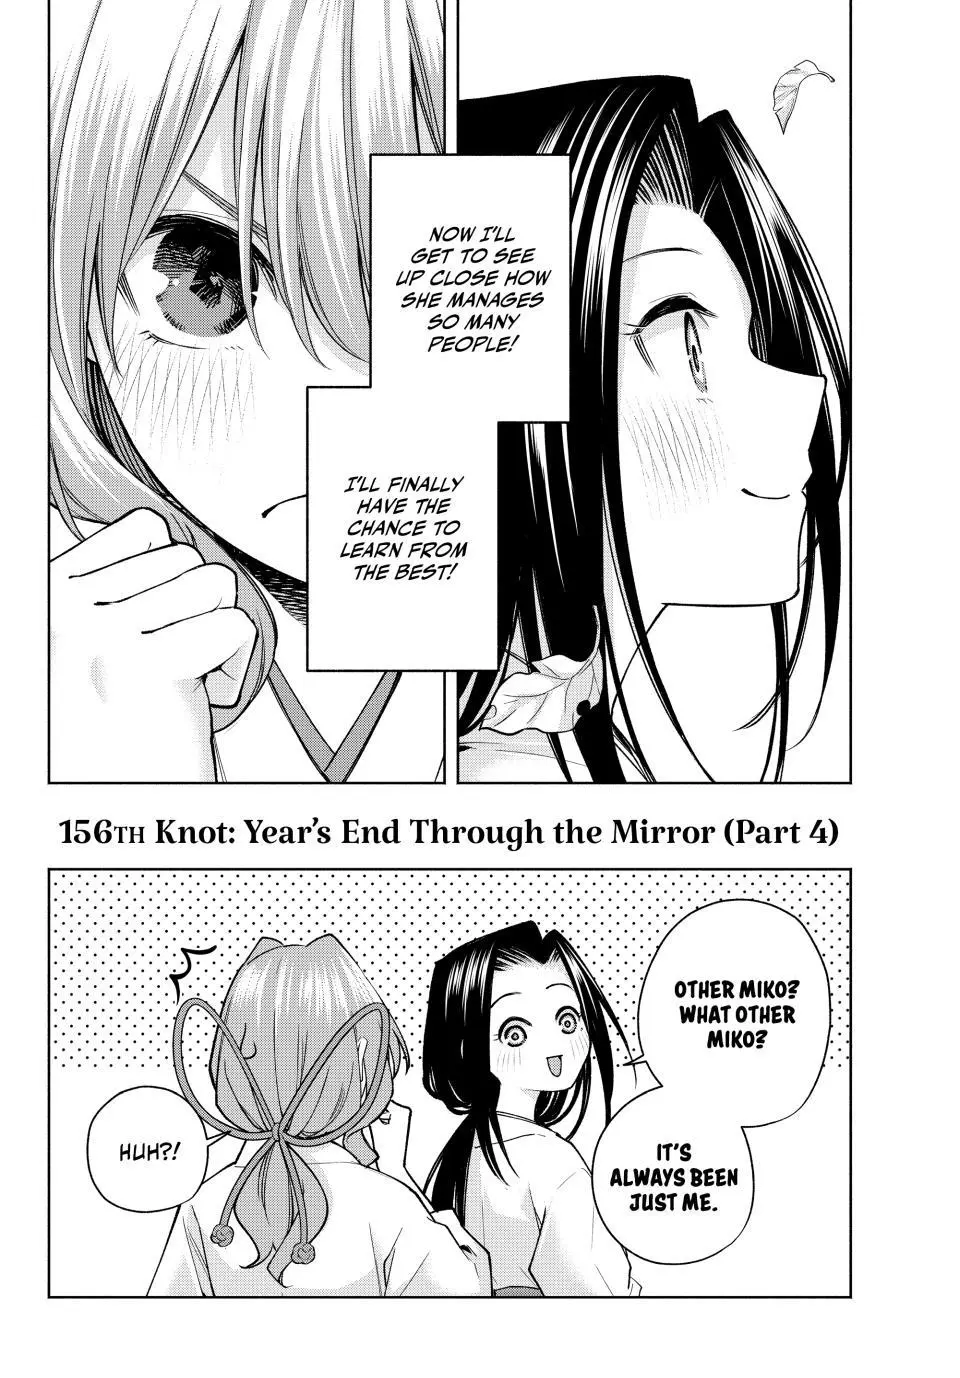 NOW I'LL
GET TO SEE
UP CLOSE HOW
SHE MANAGES
SO MANY
PEOPLE!
I'LL FINALLY
HAVE THE
CHANCE TO
LEARN FROM
THE BEST!
156TH Knot: Year's End Through the Mirror (Part 4)
OTHER MIKO?
WHAT OTHER
MIKO?
IT'S
ALWAYS BEEN
JUST ME.
HUH?!